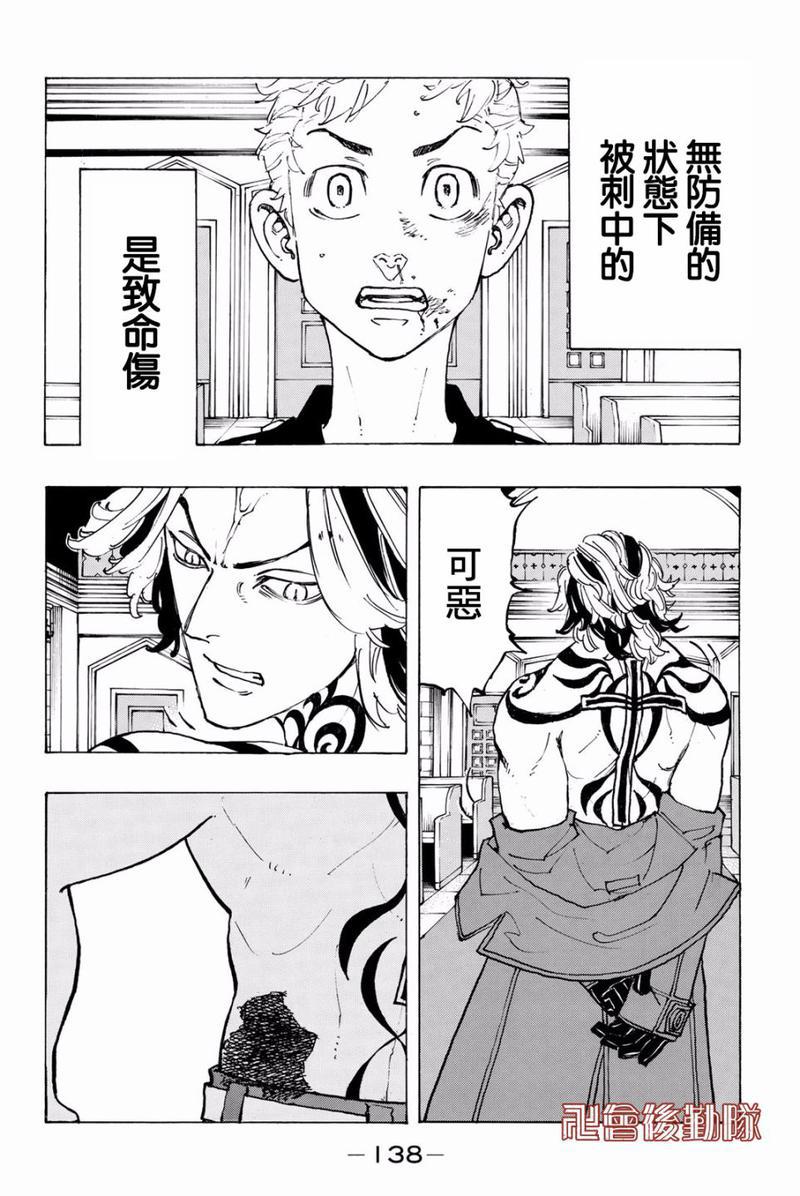 無防備的
狀態下
被刺中的
是致命傷
可惡
卍會後勤隊
—138—